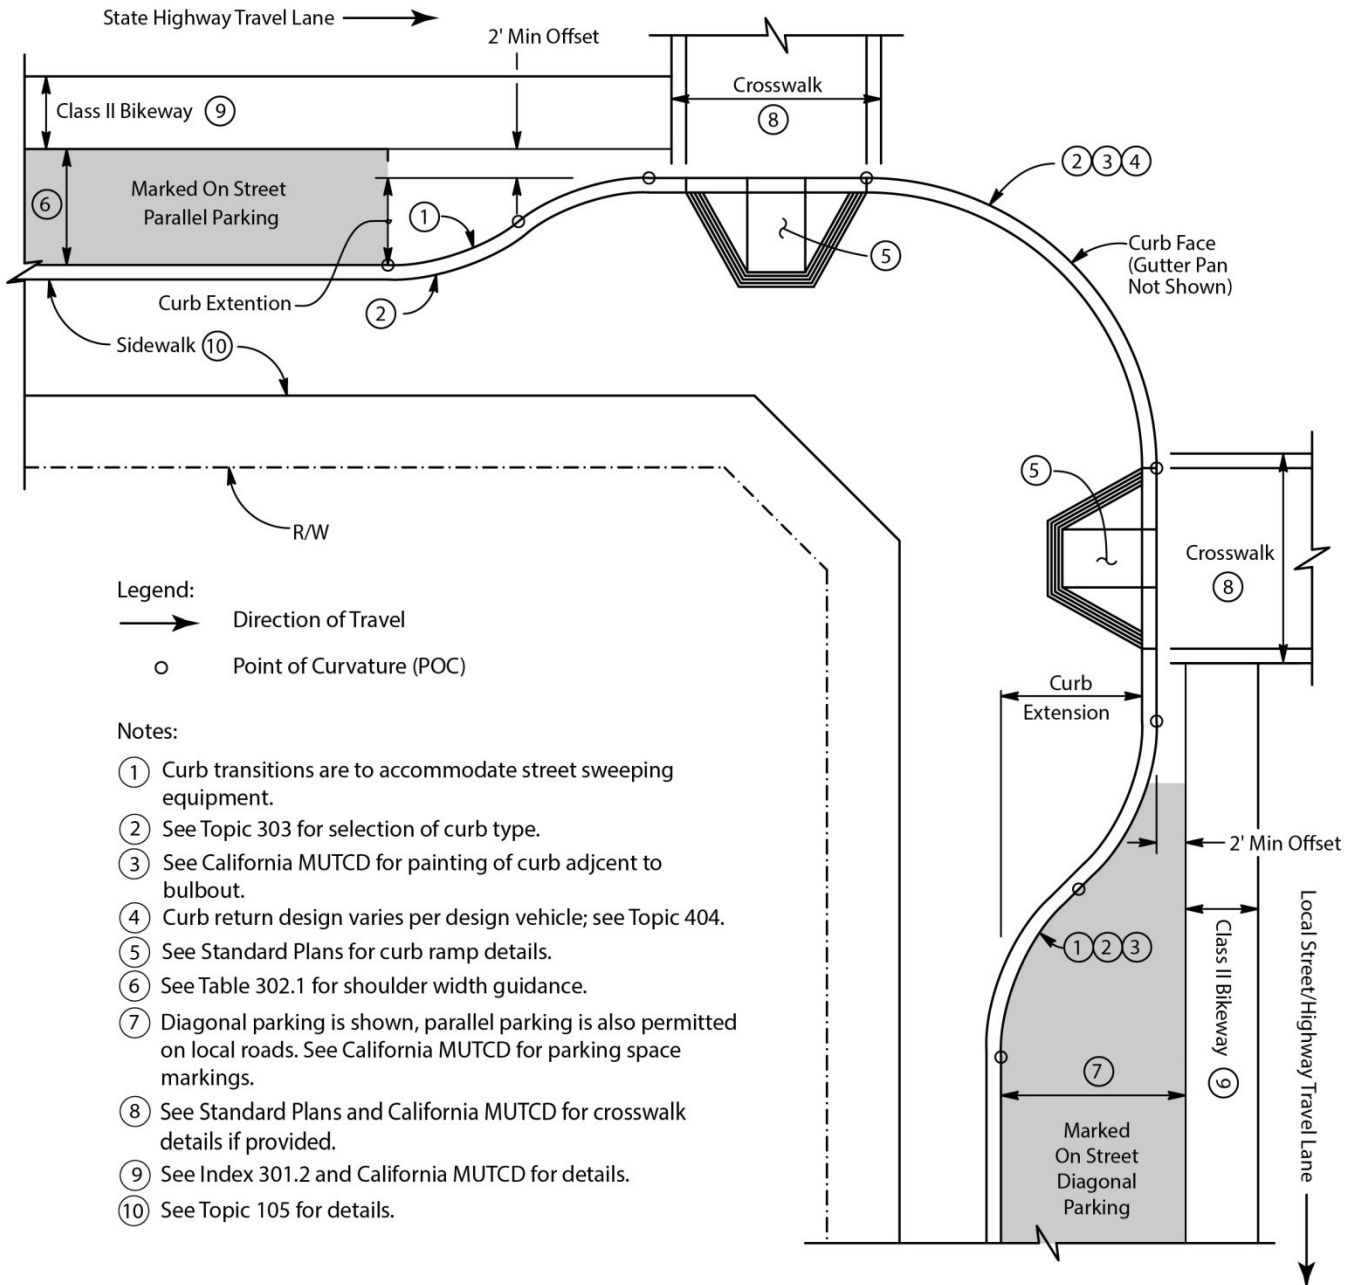 State Highway Travel Lane
2' Min Offset
Class II Bikeway 9
Crosswalk
8
Marked On Street
Parallel Parking
6
1
2 3 4
5
Curb Face
(Gutter Pan
Not Shown)
Curb Extention
2
Sidewalk 10
R/W
5
Crosswalk
8
Curb
Extension
2' Min Offset
1 2 3
Class II Bikeway 9
Local Street/Highway Travel Lane
7
Marked
On Street
Diagonal
Parking
Legend:
Direction of Travel
Point of Curvature (POC)
Notes:
1 Curb transitions are to accommodate street sweeping
equipment.
2 See Topic 303 for selection of curb type.
3 See California MUTCD for painting of curb adjcent to
bulbout.
4 Curb return design varies per design vehicle; see Topic 404.
5 See Standard Plans for curb ramp details.
6 See Table 302.1 for shoulder width guidance.
7 Diagonal parking is shown, parallel parking is also permitted
on local roads. See California MUTCD for parking space
markings.
8 See Standard Plans and California MUTCD for crosswalk
details if provided.
9 See Index 301.2 and California MUTCD for details.
10 See Topic 105 for details.